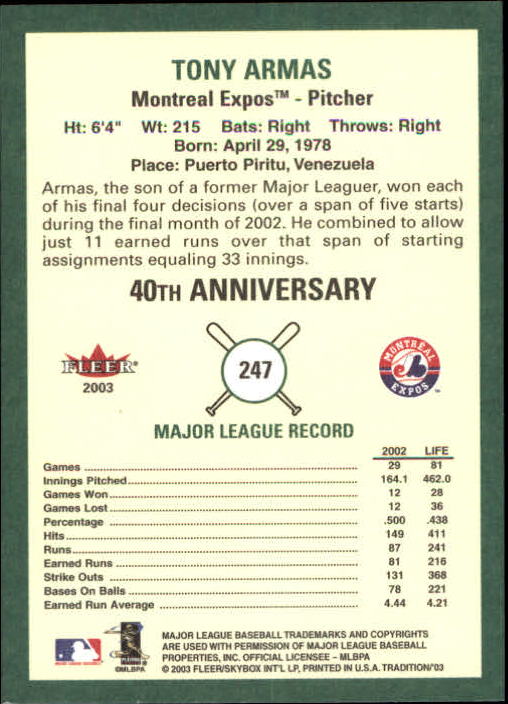 TONY ARMAS
Montreal Expos™ - Pitcher
Ht: 6'4" Wt: 215 Bats: Right Throws: Right
Born: April 29, 1978
Place: Puerto Piritu, Venezuela
Armas, the son of a former Major Leaguer, won each
of his final four decisions (over a span of five starts)
during the final month of 2002. He combined to allow
just 11 earned runs over that span of starting
assignments equaling 33 innings.
40TH ANNIVERSARY
FLEER®
2003
247
MONTRÉAL
EXPOS™
MAJOR LEAGUE RECORD
2002 LIFE
Games 29 81
Innings Pitched 164.1 462.0
Games Won 12 28
Games Lost 12 36
Percentage .500 .438
Hits 149 411
Runs 87 241
Earned Runs 81 216
Strike Outs 131 368
Bases On Balls 78 221
Earned Run Average 4.44 4.21
©MLBPA
MAJOR LEAGUE BASEBALL TRADEMARKS AND COPYRIGHTS
ARE USED WITH PERMISSION OF MAJOR LEAGUE BASEBALL
PROPERTIES, INC. OFFICIAL LICENSEE - MLBPA
© 2003 FLEER/SKYBOX INT'L LP, PRINTED IN U.S.A. TRADITION/'03